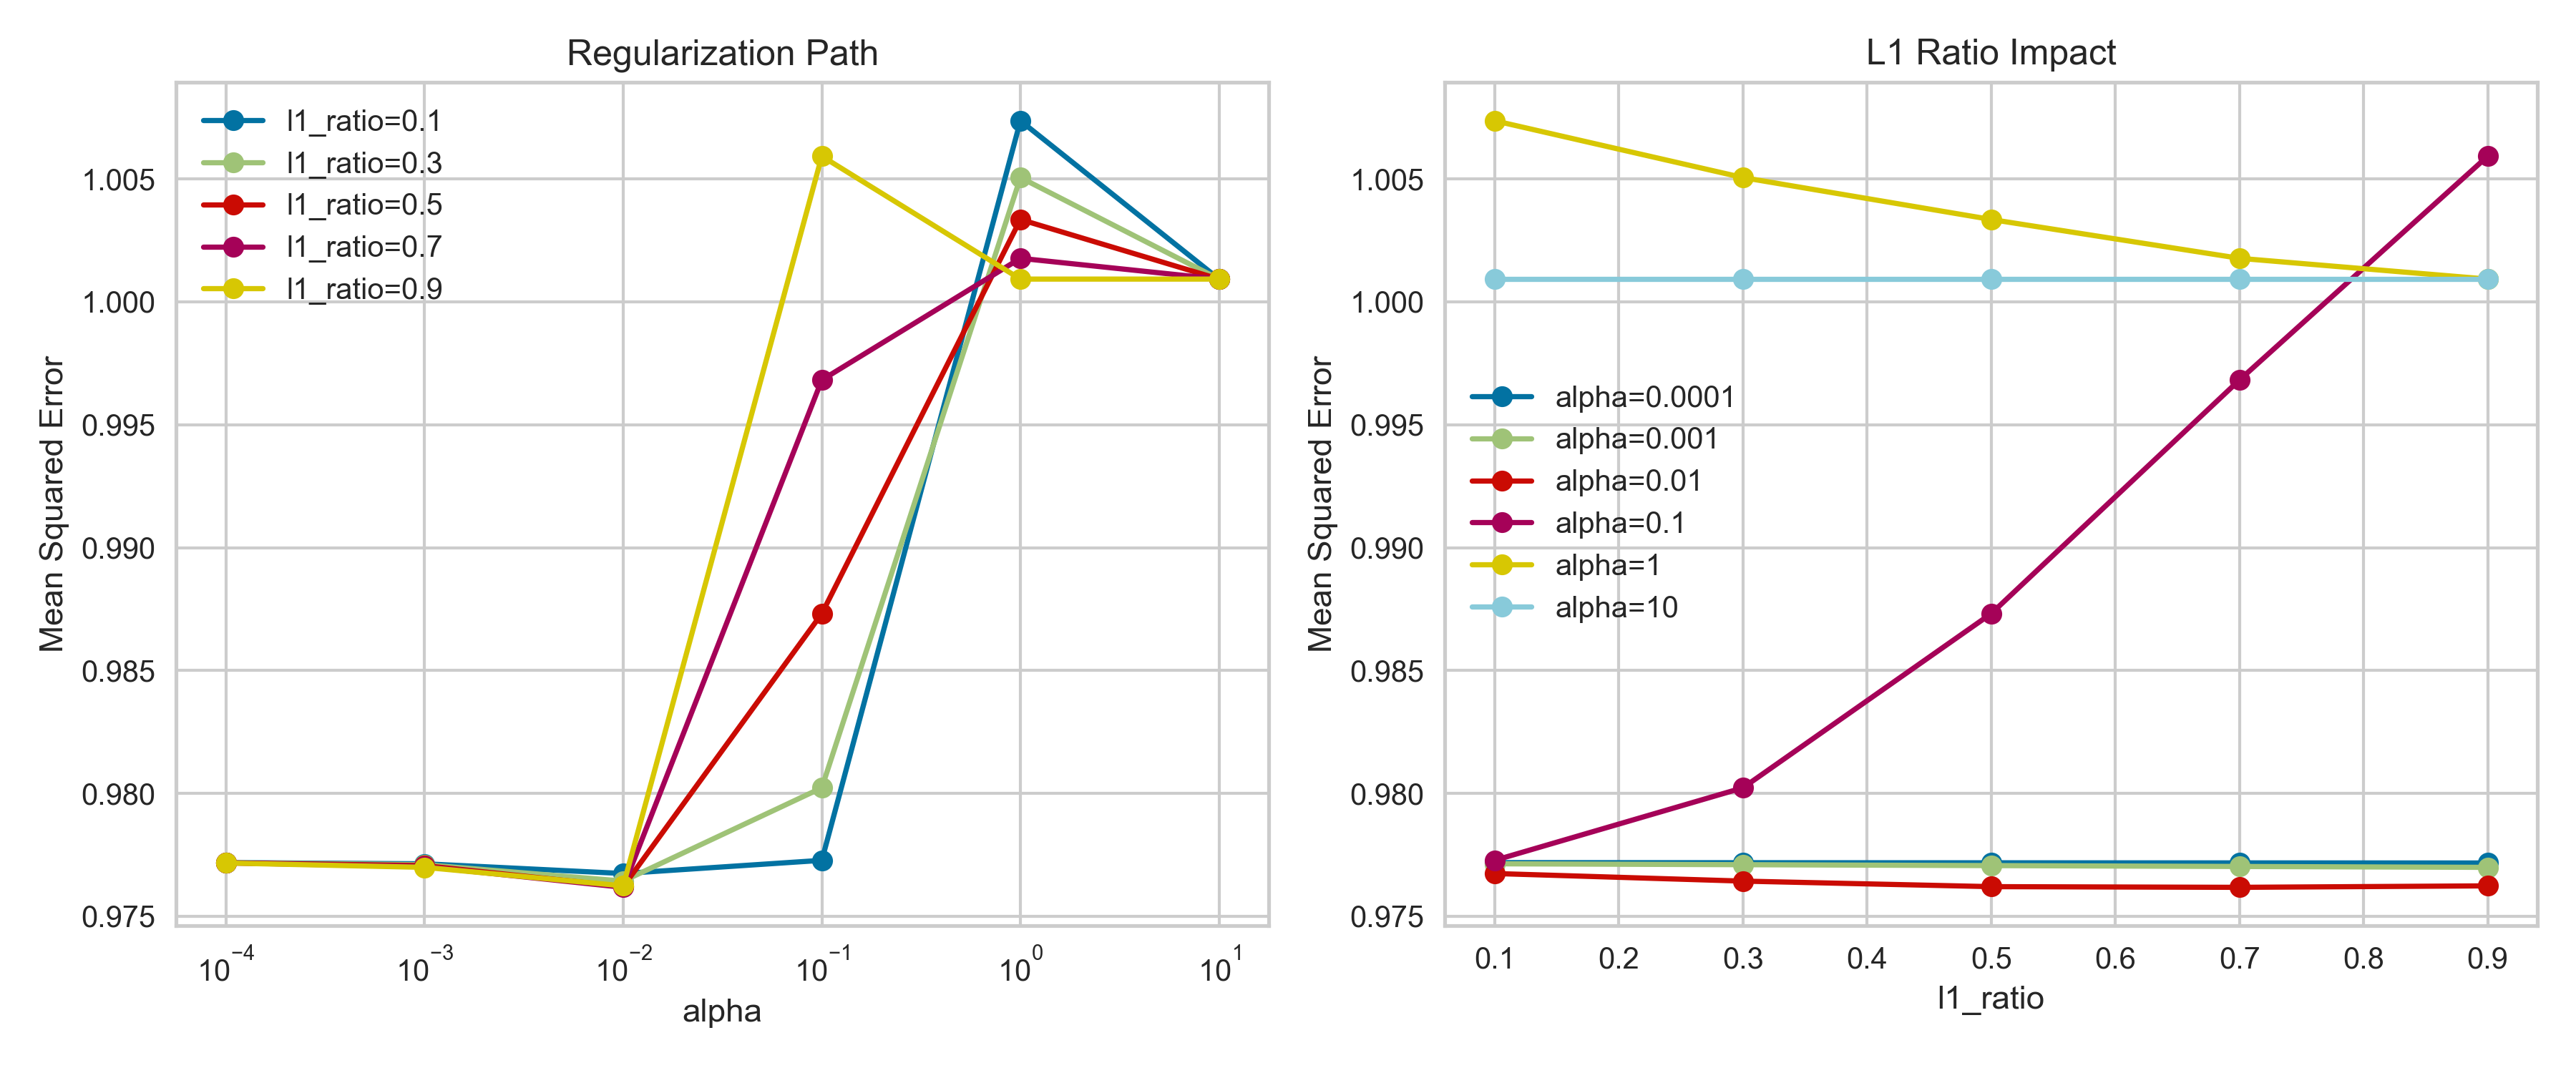 Regularization Path
l1_ratio=0.1
l1_ratio=0.3
l1_ratio=0.5
l1_ratio=0.7
l1_ratio=0.9
Mean Squared Error
1.005
1.000
0.995
0.990
0.985
0.980
0.975
10⁻⁴ 10⁻³ 10⁻² 10⁻¹ 10⁰ 10¹
alpha
L1 Ratio Impact
alpha=0.0001
alpha=0.001
alpha=0.01
alpha=0.1
alpha=1
alpha=10
Mean Squared Error
1.005
1.000
0.995
0.990
0.985
0.980
0.975
0.1 0.2 0.3 0.4 0.5 0.6 0.7 0.8 0.9
l1_ratio